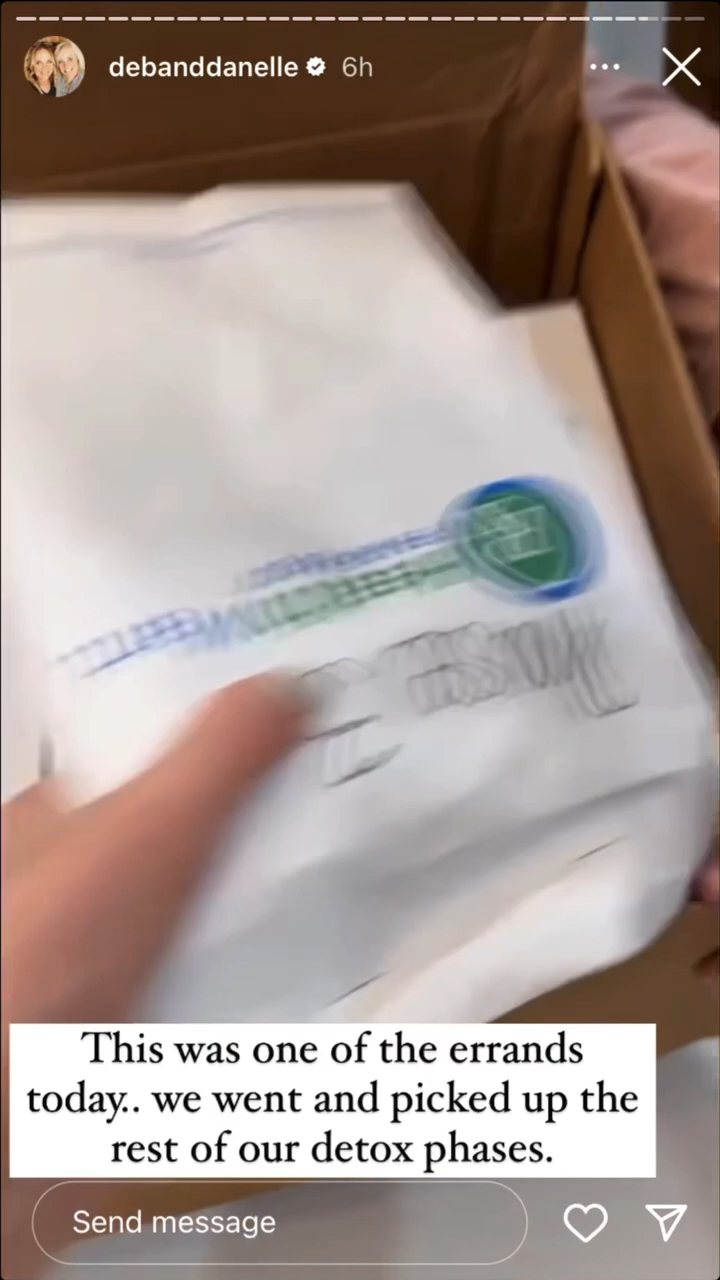 debanddanelle 6h
This was one of the errands
today.. we went and picked up the
rest of our detox phases.
Send message